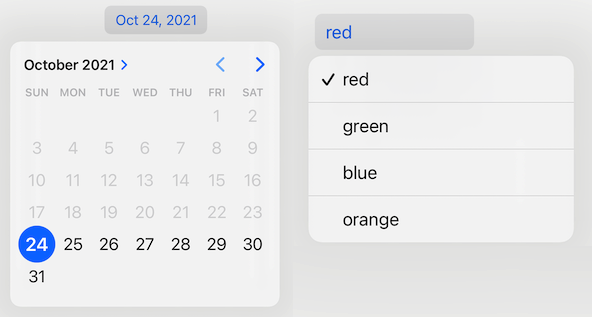 Oct 24, 2021
October 2021
SUN MON TUE WED THU FRI SAT
1 2
3 4 5 6 7 8 9
10 11 12 13 14 15 16
17 18 19 20 21 22 23
24 25 26 27 28 29 30
31
red
red
green
blue
orange